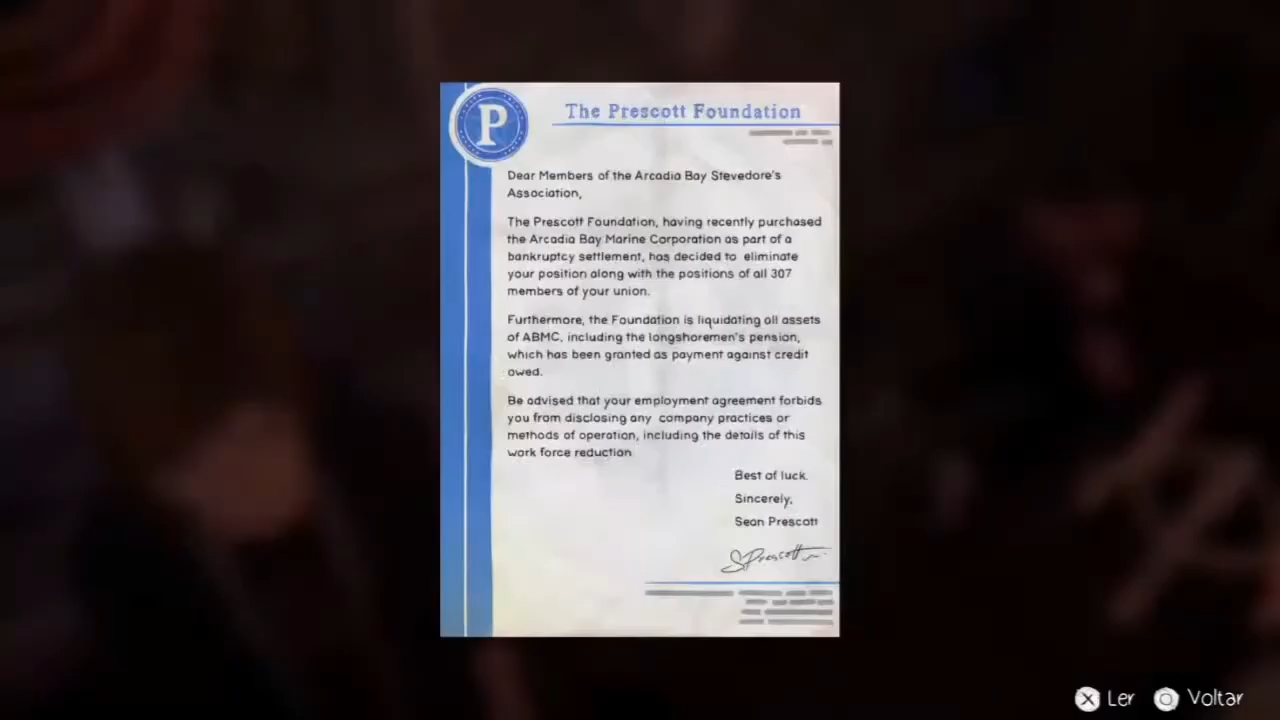 P
The Prescott Foundation
Dear Members of the Arcadia Bay Stevedore's
Association,
The Prescott Foundation, having recently purchased
the Arcadia Bay Marine Corporation as part of a
bankruptcy settlement, has decided to eliminate
your position along with the positions of all 307
members of your union.
Furthermore, the Foundation is liquidating all assets
of ABMC, including the longshoremen's pension,
which has been granted as payment against credit
owed.
Be advised that your employment agreement forbids
you from disclosing any company practices or
methods of operation, including the details of this
work force reduction
Best of luck.
Sincerely,
Sean Prescott
SPrescott
Ler
Voltar